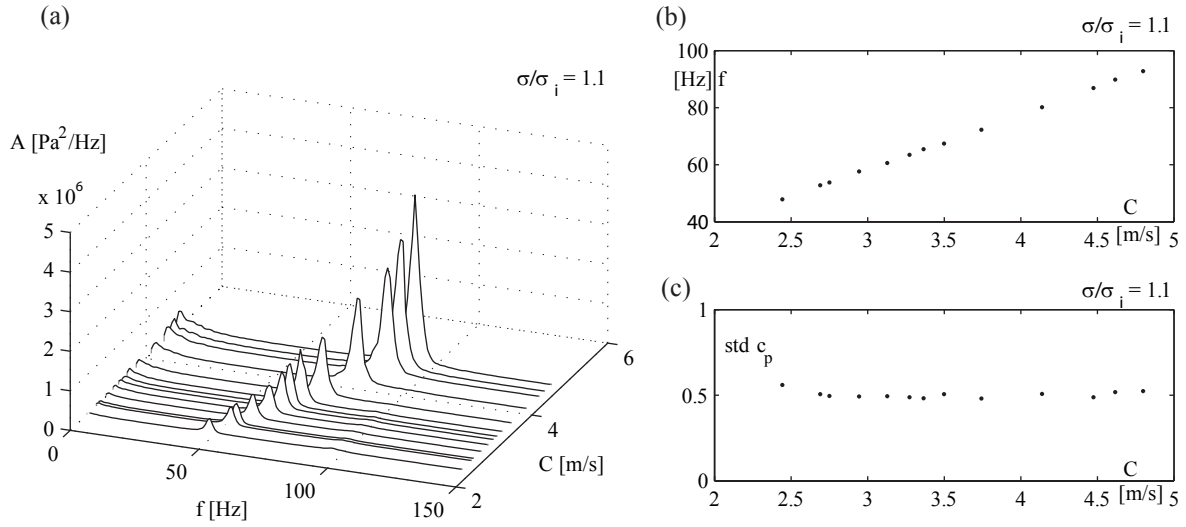 (a)
σ/σ i = 1.1
A [Pa2/Hz]
x 10^6
5
4
3
2
1
0
0
50
100
150
f [Hz]
2
4
6
C [m/s]
(b)
σ/σ i = 1.1
100
80
60
40
[Hz] f
2
2.5
3
3.5
4
4.5
5
C
[m/s]
(c)
σ/σ i = 1.1
1
0.5
0
std cp
2
2.5
3
3.5
4
4.5
5
C
[m/s]